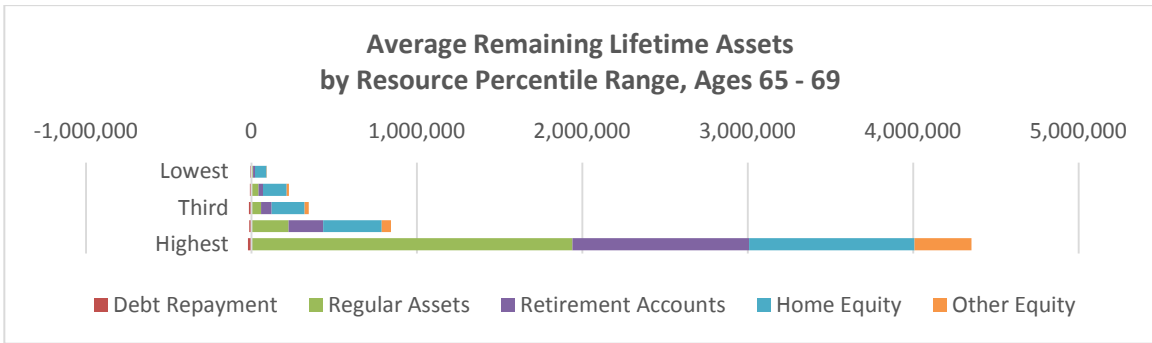 Average Remaining Lifetime Assets
by Resource Percentile Range, Ages 65 - 69
-1,000,000 0 1,000,000 2,000,000 3,000,000 4,000,000 5,000,000
Lowest
Third
Highest
Debt Repayment Regular Assets Retirement Accounts Home Equity Other Equity